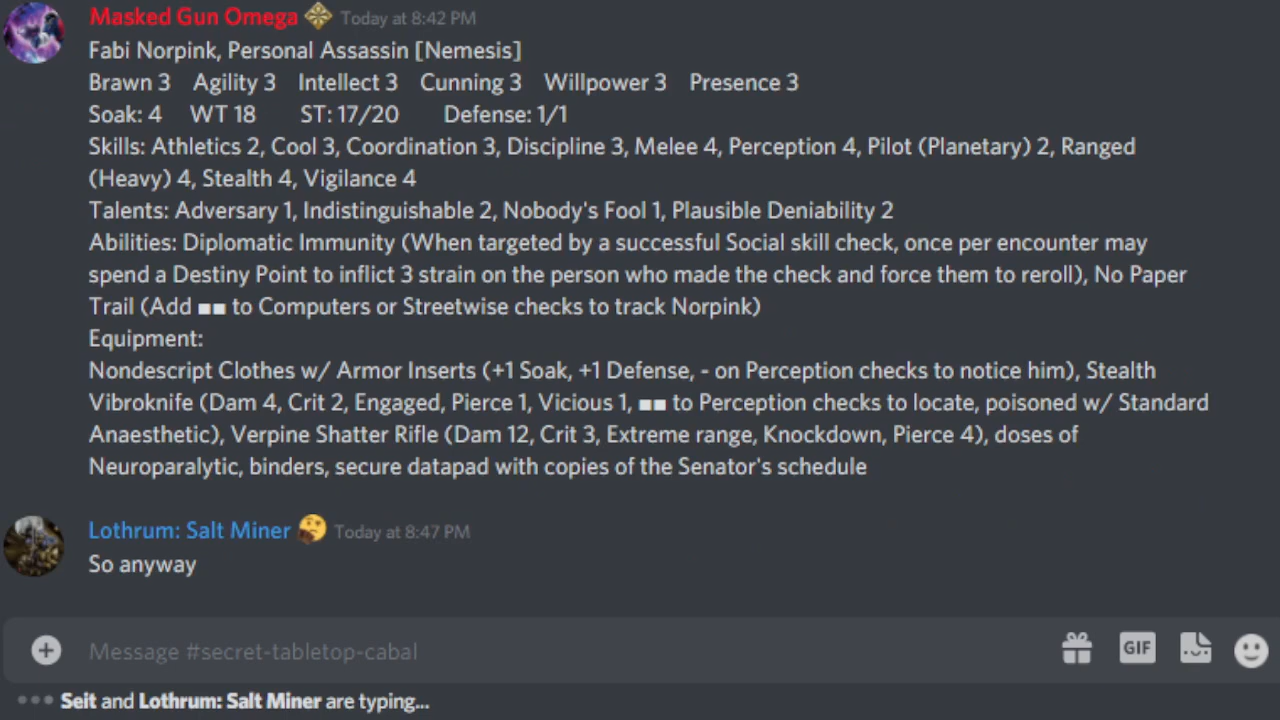 Masked Gun Omega Today at 8:42 PM
Fabi Norpink, Personal Assassin [Nemesis]
Brawn 3 Agility 3 Intellect 3 Cunning 3 Willpower 3 Presence 3
Soak: 4 WT 18 ST: 17/20 Defense: 1/1
Skills: Athletics 2, Cool 3, Coordination 3, Discipline 3, Melee 4, Perception 4, Pilot (Planetary) 2, Ranged
(Heavy) 4, Stealth 4, Vigilance 4
Talents: Adversary 1, Indistinguishable 2, Nobody's Fool 1, Plausible Deniability 2
Abilities: Diplomatic Immunity (When targeted by a successful Social skill check, once per encounter may
spend a Destiny Point to inflict 3 strain on the person who made the check and force them to reroll), No Paper
Trail (Add ■■ to Computers or Streetwise checks to track Norpink)
Equipment:
Nondescript Clothes w/ Armor Inserts (+1 Soak, +1 Defense, - on Perception checks to notice him), Stealth
Vibroknife (Dam 4, Crit 2, Engaged, Pierce 1, Vicious 1, ■■ to Perception checks to locate, poisoned w/ Standard
Anaesthetic), Verpine Shatter Rifle (Dam 12, Crit 3, Extreme range, Knockdown, Pierce 4), doses of
Neuroparalytic, binders, secure datapad with copies of the Senator's schedule
Lothrum: Salt Miner 🤔 Today at 8:47 PM
So anyway
Message #secret-tabletop-cabal
GIF
Seit and Lothrum: Salt Miner are typing...